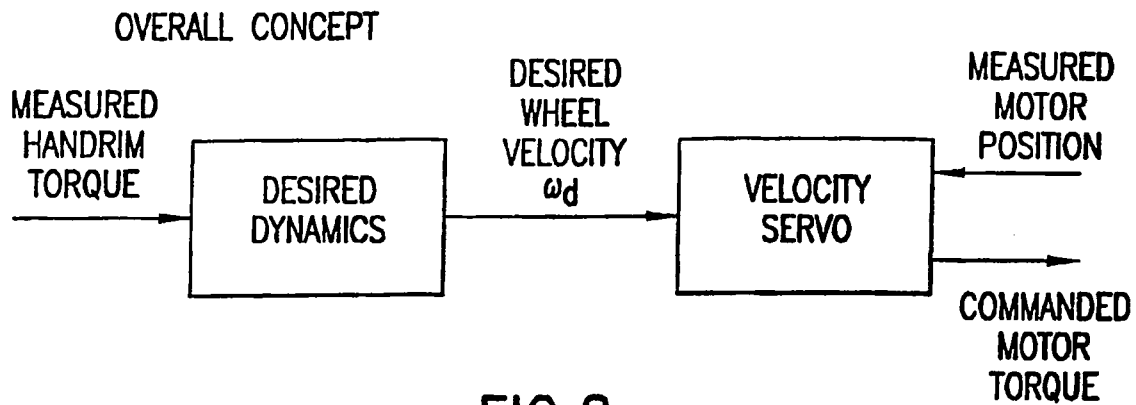 OVERALL CONCEPT
MEASURED
HANDRIM
TORQUE
DESIRED
DYNAMICS
DESIRED
WHEEL
VELOCITY
ωd
VELOCITY
SERVO
MEASURED
MOTOR
POSITION
COMMANDED
MOTOR
TORQUE